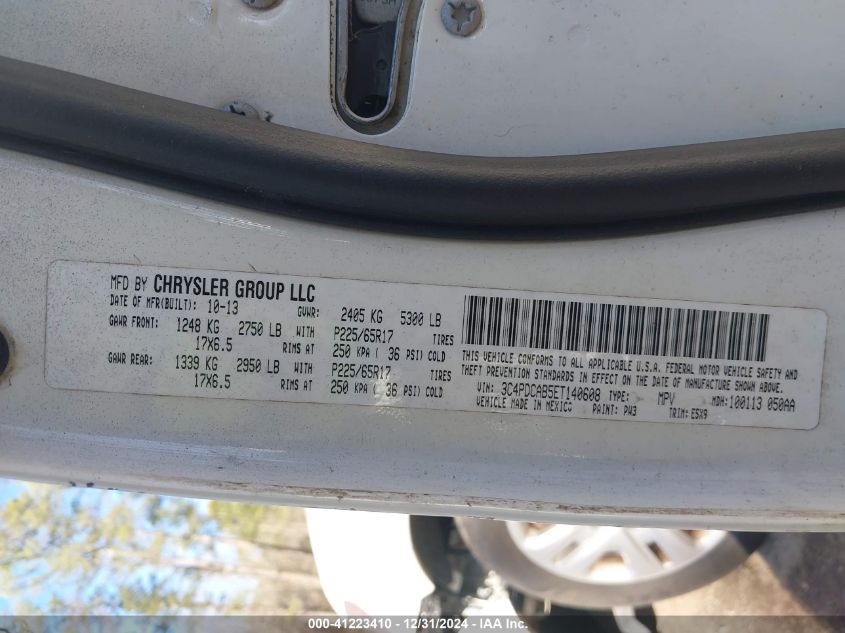 MFD BY CHRYSLER GROUP LLC
DATE OF MFR(BUILT): 10-13 GVWR: 2405 KG 5300 LB
GAWR FRONT: 1248 KG 2750 LB WITH P225/65R17 TIRES
17X6.5 RIMS AT 250 KPA ( 36 PSI) COLD
GAWR REAR: 1339 KG 2950 LB WITH P225/65R17 TIRES
17X6.5 RIMS AT 250 KPA ( 36 PSI) COLD
THIS VEHICLE CONFORMS TO ALL APPLICABLE U.S.A. FEDERAL MOTOR VEHICLE SAFETY AND
THEFT PREVENTION STANDARDS IN EFFECT ON THE DATE OF MANUFACTURE SHOWN ABOVE.
VIN: 3C4PDCAB5ET140608 TYPE: MPV MDH: 100113 050AA
VEHICLE MADE IN MEXICO PAINT: PW3 TRIM: E5X9
000-41223410 - 12/31/2024 - IAAI.com